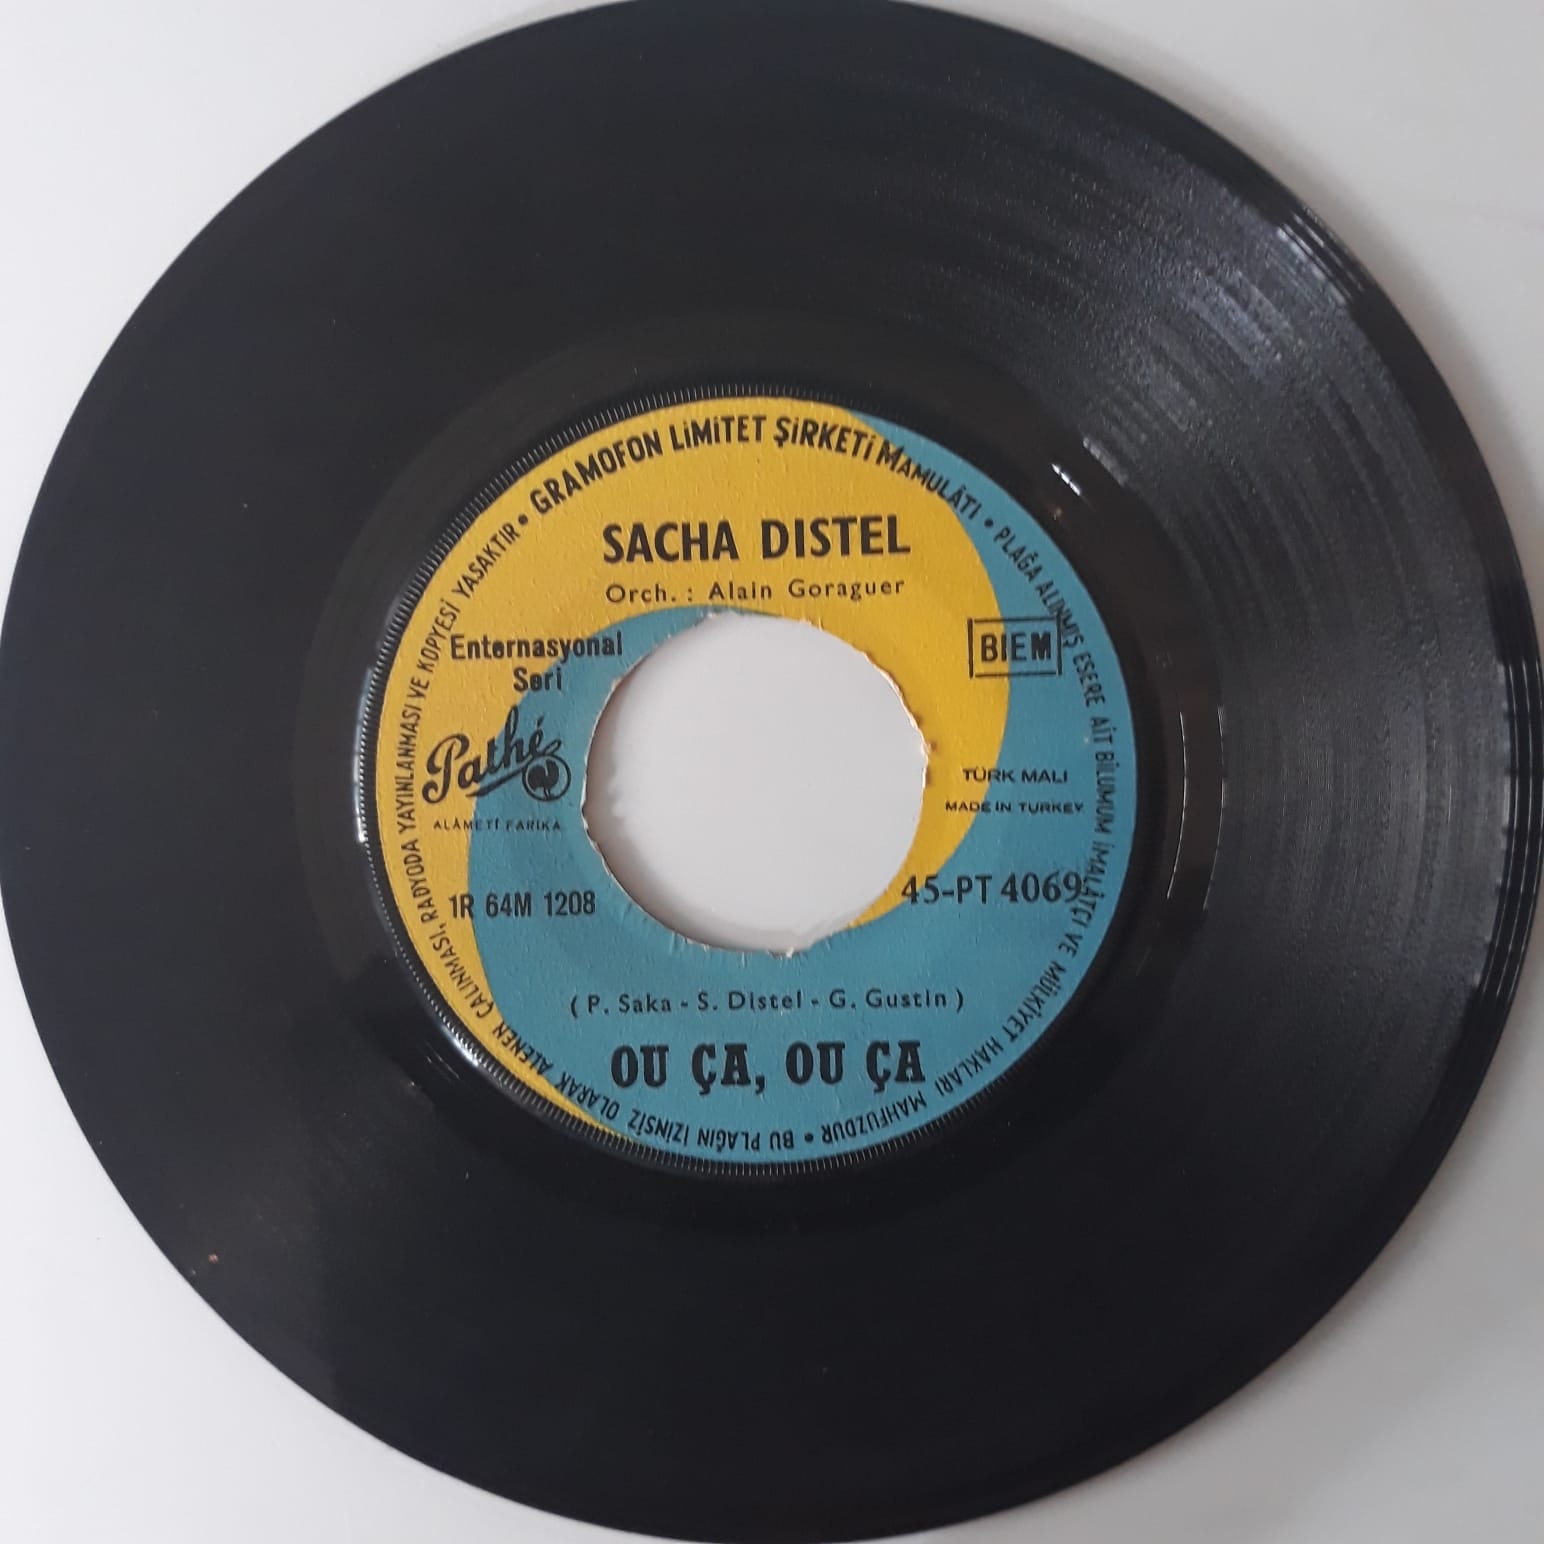 GRAMOFON LİMİTET ŞİRKETİ MAMULÂTI • PLAĞA ALINMIŞ ESERE AİT BİLUMUM İMALÂTÇI VE MÜLKİYET HAKLARI MAHFUZDUR • BU PLAĞIN İZİNSİZ OLARAK ALENEN ÇALINMASI, RADYODA YAYINLANMASI VE KOPYESİ YASAKTIR •
SACHA DISTEL
Orch. : Alain Goraguer
Enternasyonal
Seri
BIEM
Pathé
ALÂMETİ FARİKA
TÜRK MALI
MADE IN TURKEY
1R 64M 1208
45-PT 4069
( P. Saka - S. Distel - G. Gustin )
OU ÇA, OU ÇA